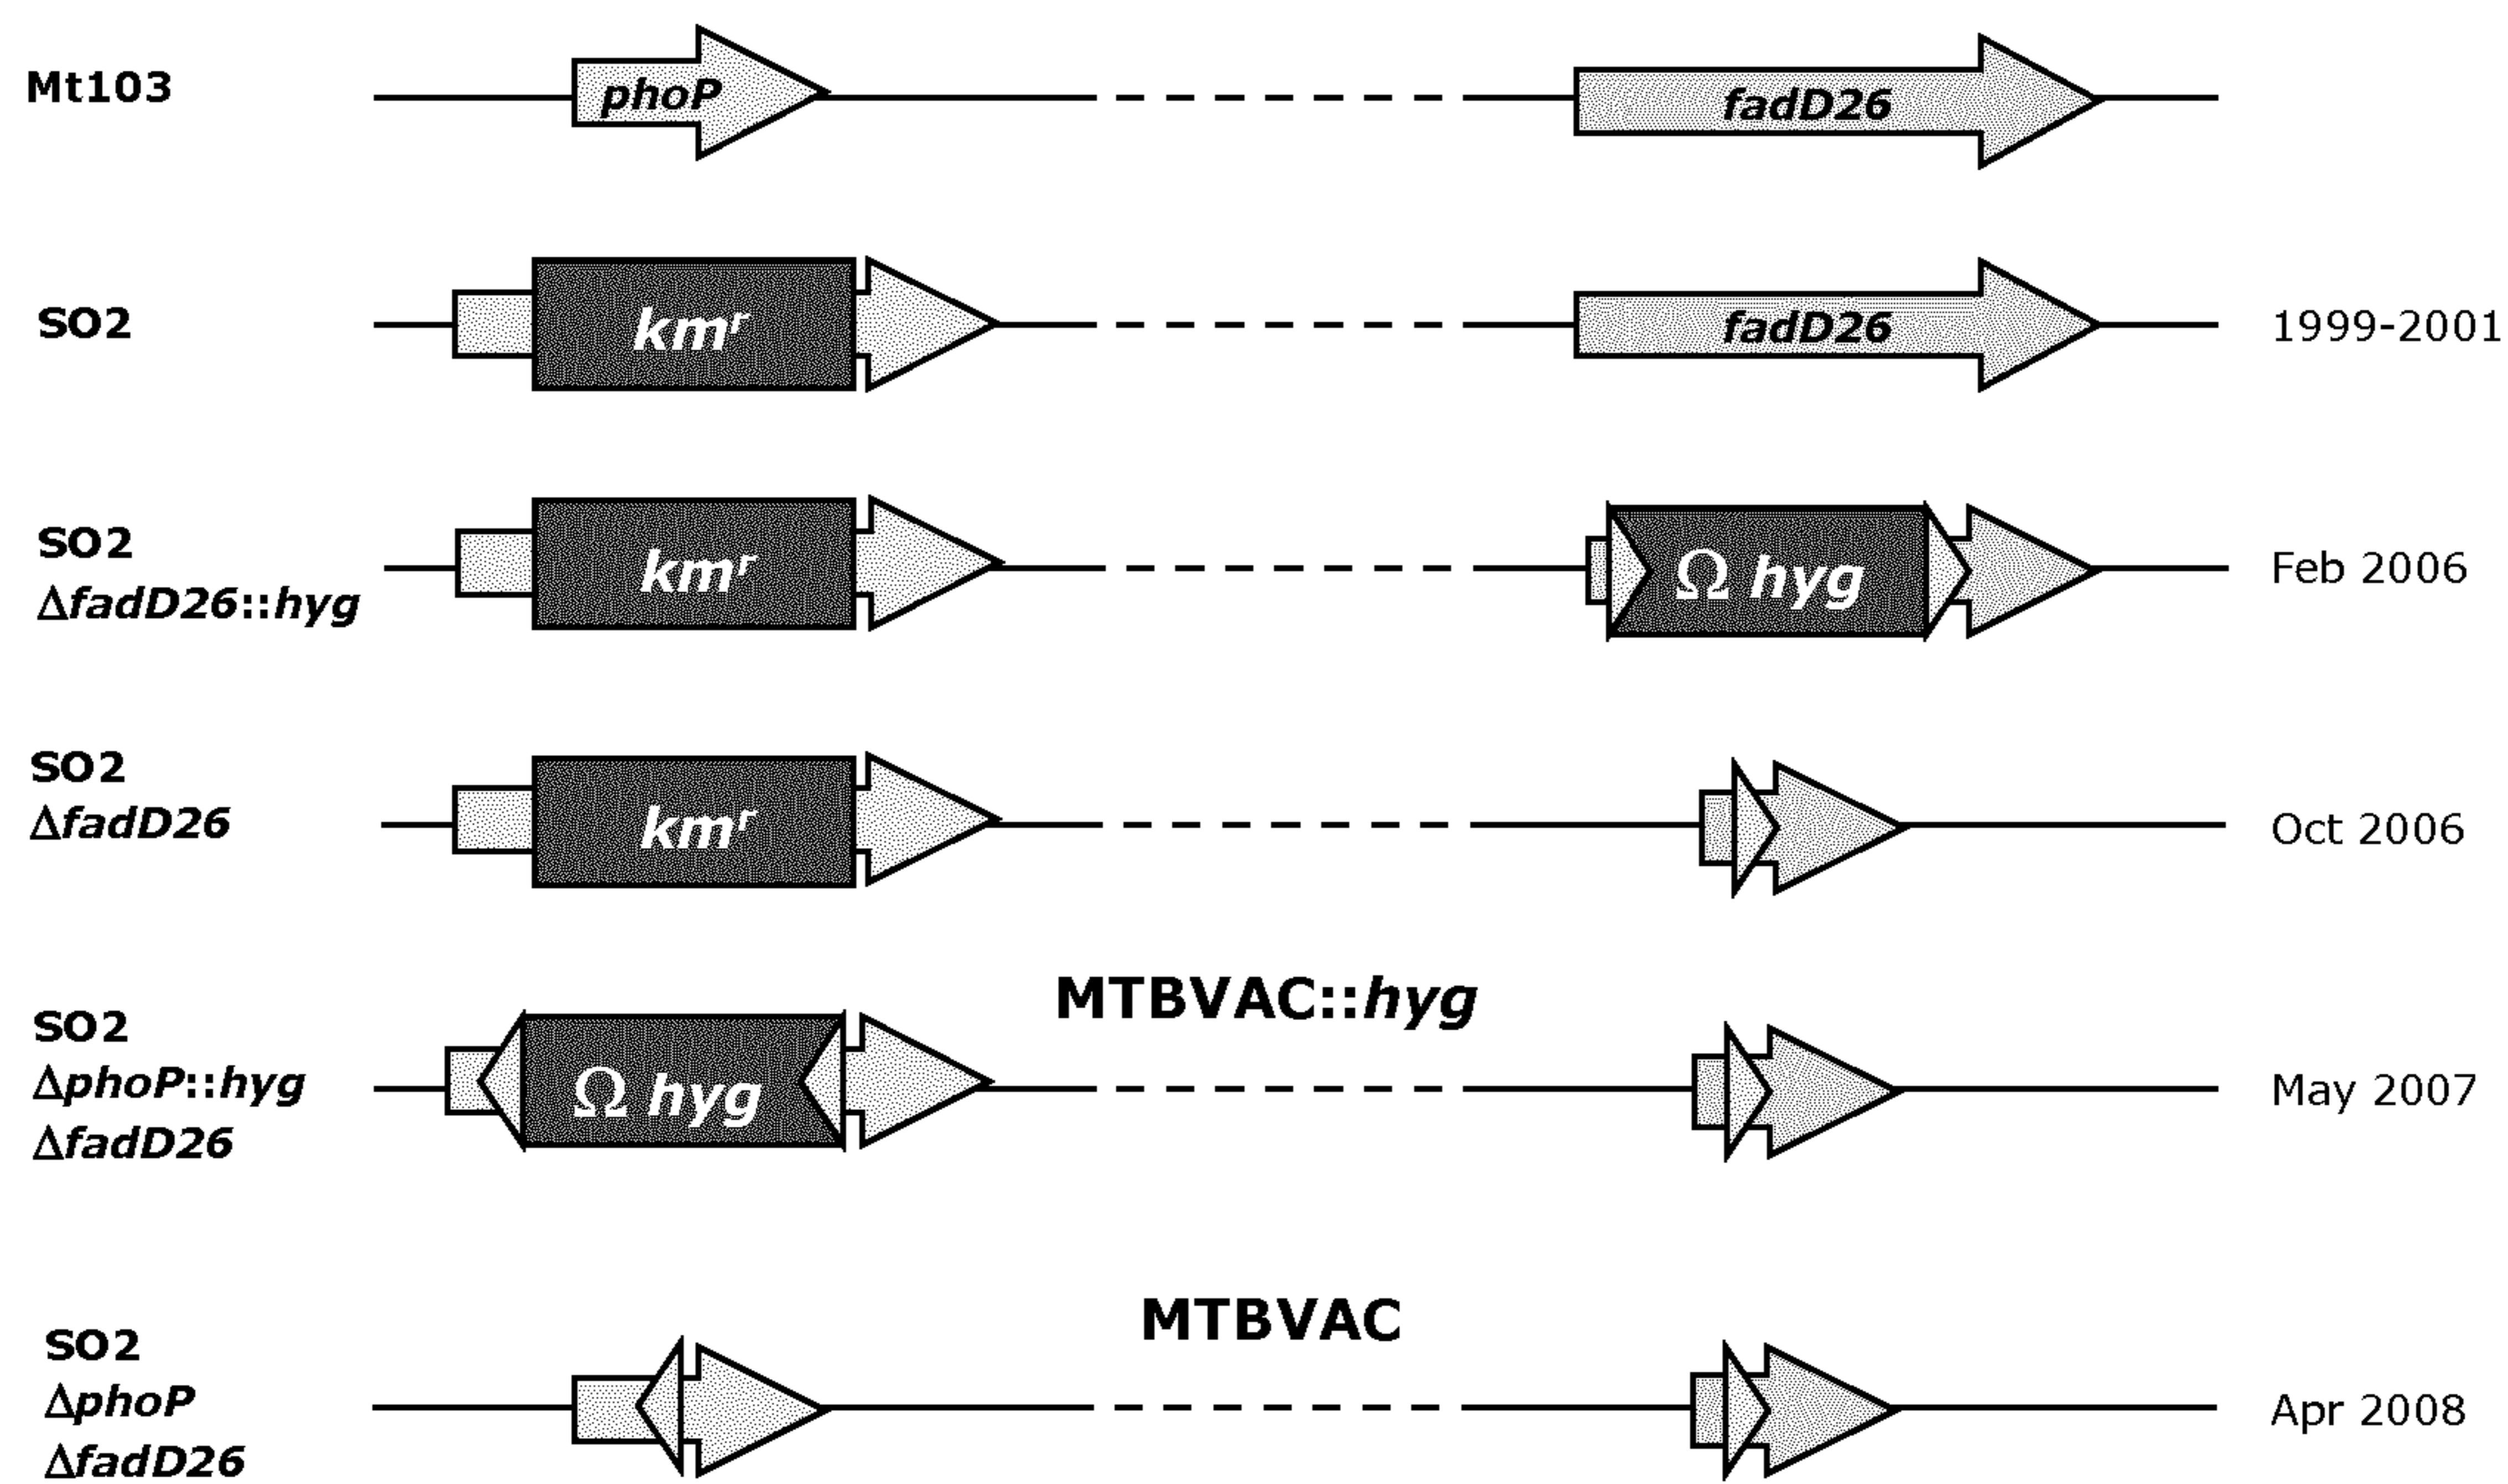 Mt103
phoP
fadD26
SO2
kmʳ
fadD26
1999-2001
SO2
ΔfadD26::hyg
kmʳ
Ω hyg
Feb 2006
SO2
ΔfadD26
kmʳ
Oct 2006
MTBVAC::hyg
SO2
ΔphoP::hyg
ΔfadD26
Ω hyg
May 2007
MTBVAC
SO2
ΔphoP
ΔfadD26
Apr 2008